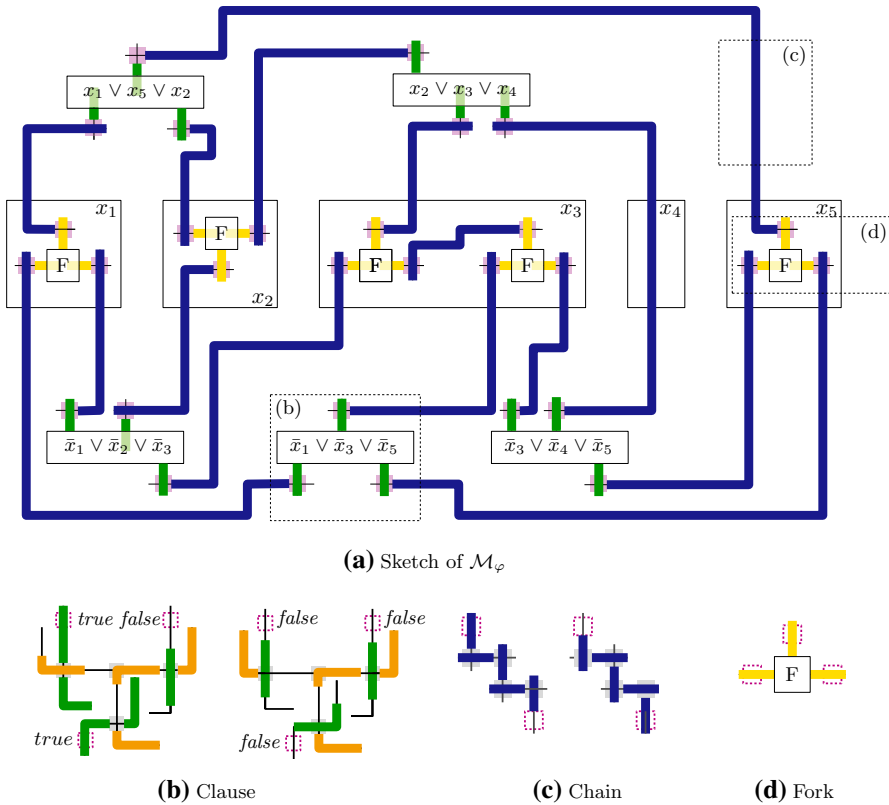 (c)
x₁ ∨ x₅ ∨ x₂
x₂ ∨ x₃ ∨ x₄
x₁
x₃
x₄
x₅
F
(d)
F
F
F
F
x₂
(b)
x̄₁ ∨ x̄₂ ∨ x̄₃
x̄₁ ∨ x̄₃ ∨ x̄₅
x̄₃ ∨ x̄₄ ∨ x̄₅
(a) Sketch of ℳφ
true false
false
false
true
false
F
(b) Clause
(c) Chain
(d) Fork